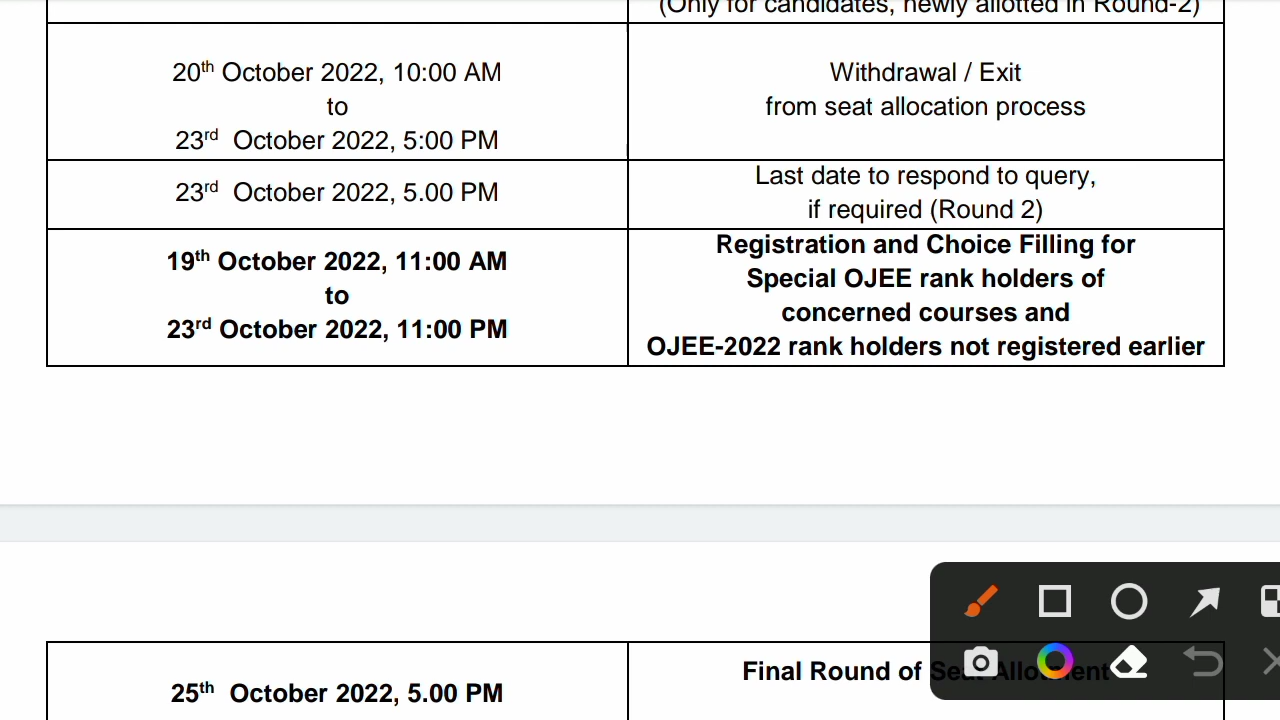 (Only for candidates, newly allotted in Round-2)
20th October 2022, 10:00 AM
to
23rd October 2022, 5:00 PM
Withdrawal / Exit
from seat allocation process
23rd October 2022, 5.00 PM
Last date to respond to query,
if required (Round 2)
19th October 2022, 11:00 AM
to
23rd October 2022, 11:00 PM
Registration and Choice Filling for
Special OJEE rank holders of
concerned courses and
OJEE-2022 rank holders not registered earlier
25th October 2022, 5.00 PM
Final Round of Seat Allotment